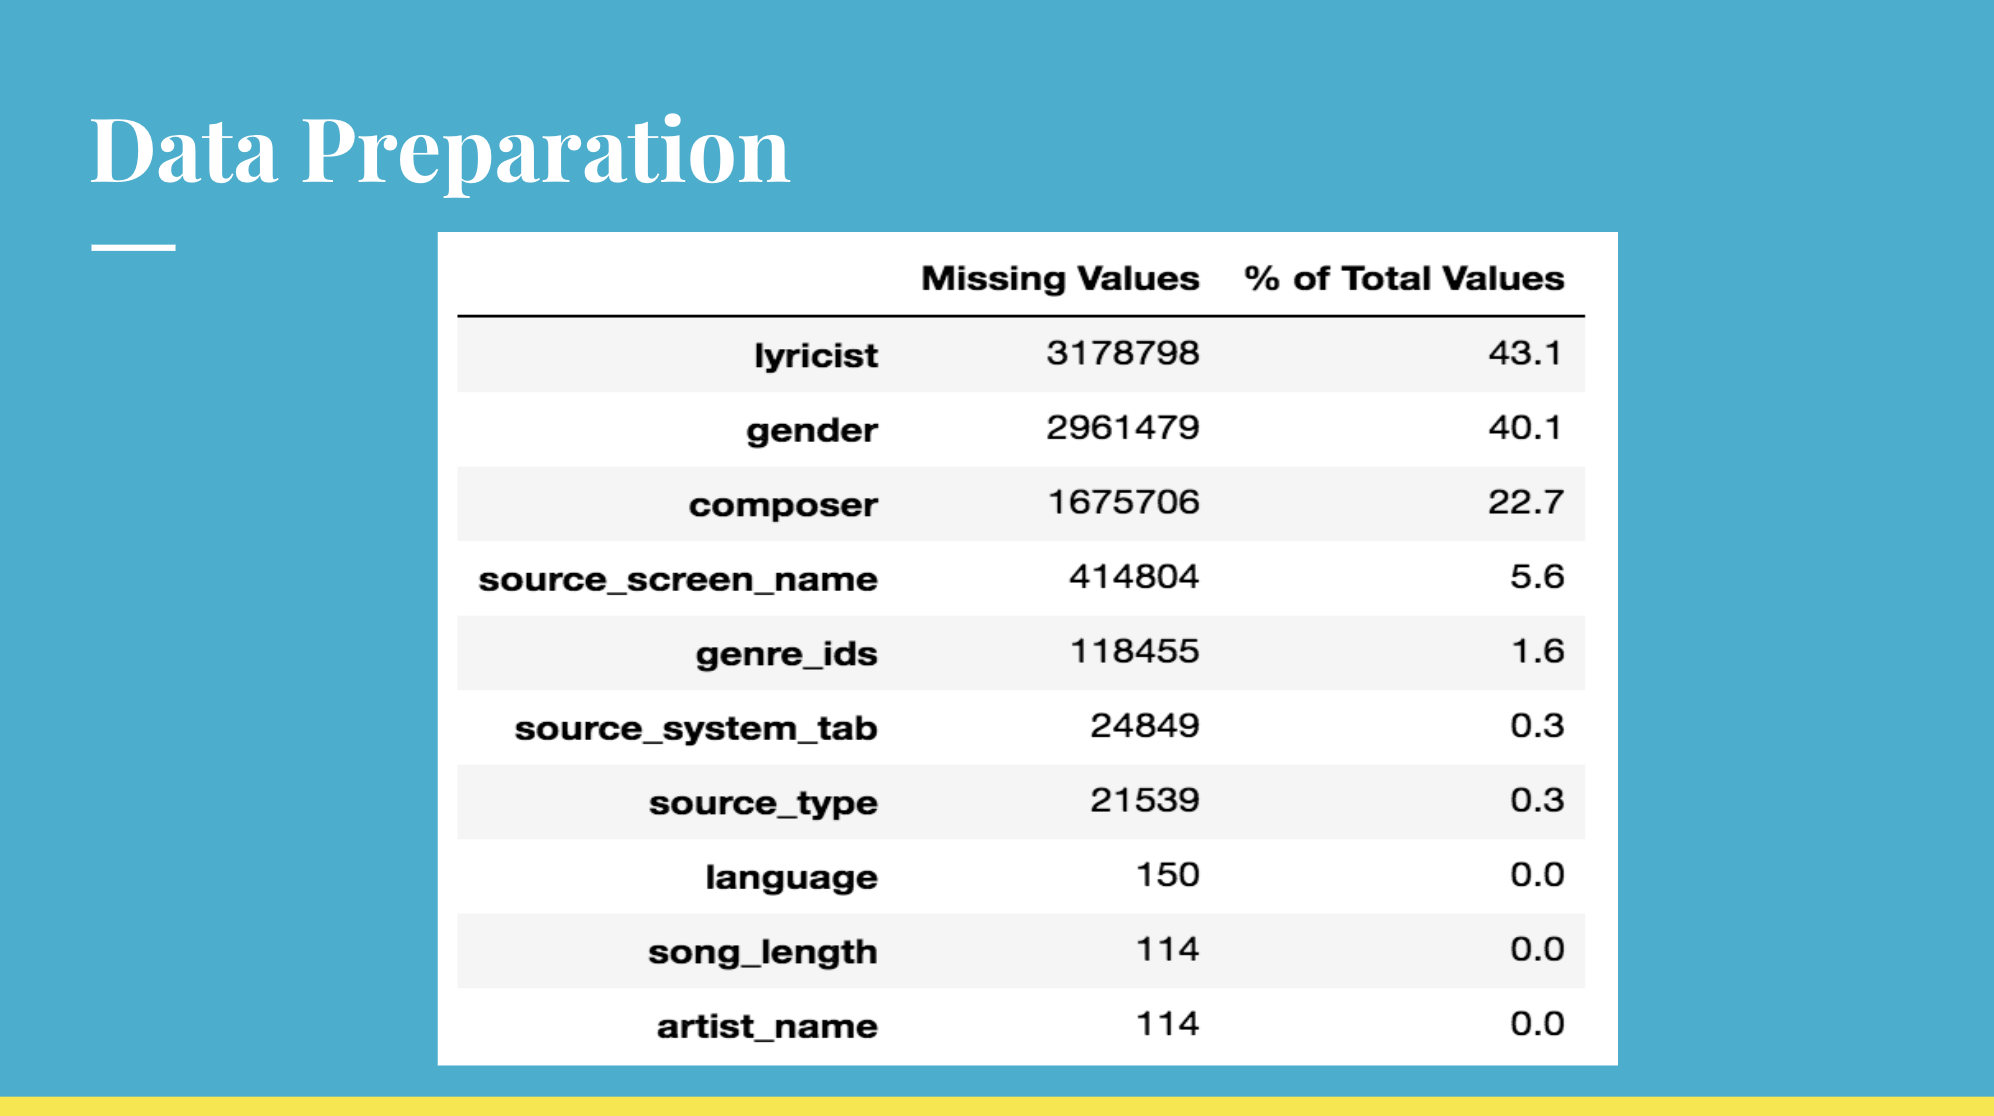 Data Preparation
Missing Values % of Total Values
lyricist 3178798 43.1
gender 2961479 40.1
composer 1675706 22.7
source_screen_name 414804 5.6
genre_ids 118455 1.6
source_system_tab 24849 0.3
source_type 21539 0.3
language 150 0.0
song_length 114 0.0
artist_name 114 0.0